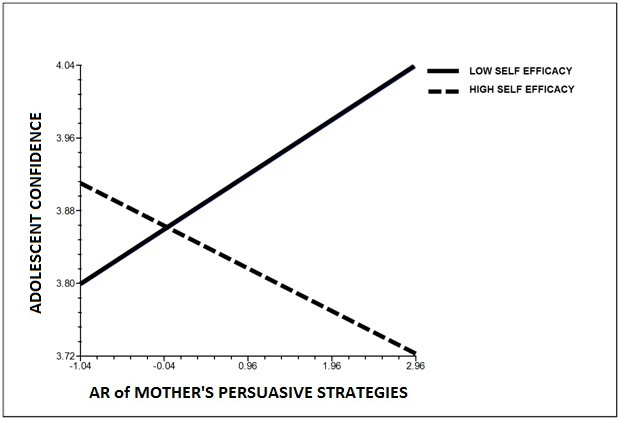 4.04
LOW SELF EFFICACY
HIGH SELF EFFICACY
3.96
ADOLESCENT CONFIDENCE
3.88
3.80
3.72
-1.04 -0.04 0.96 1.96 2.96
AR of MOTHER'S PERSUASIVE STRATEGIES